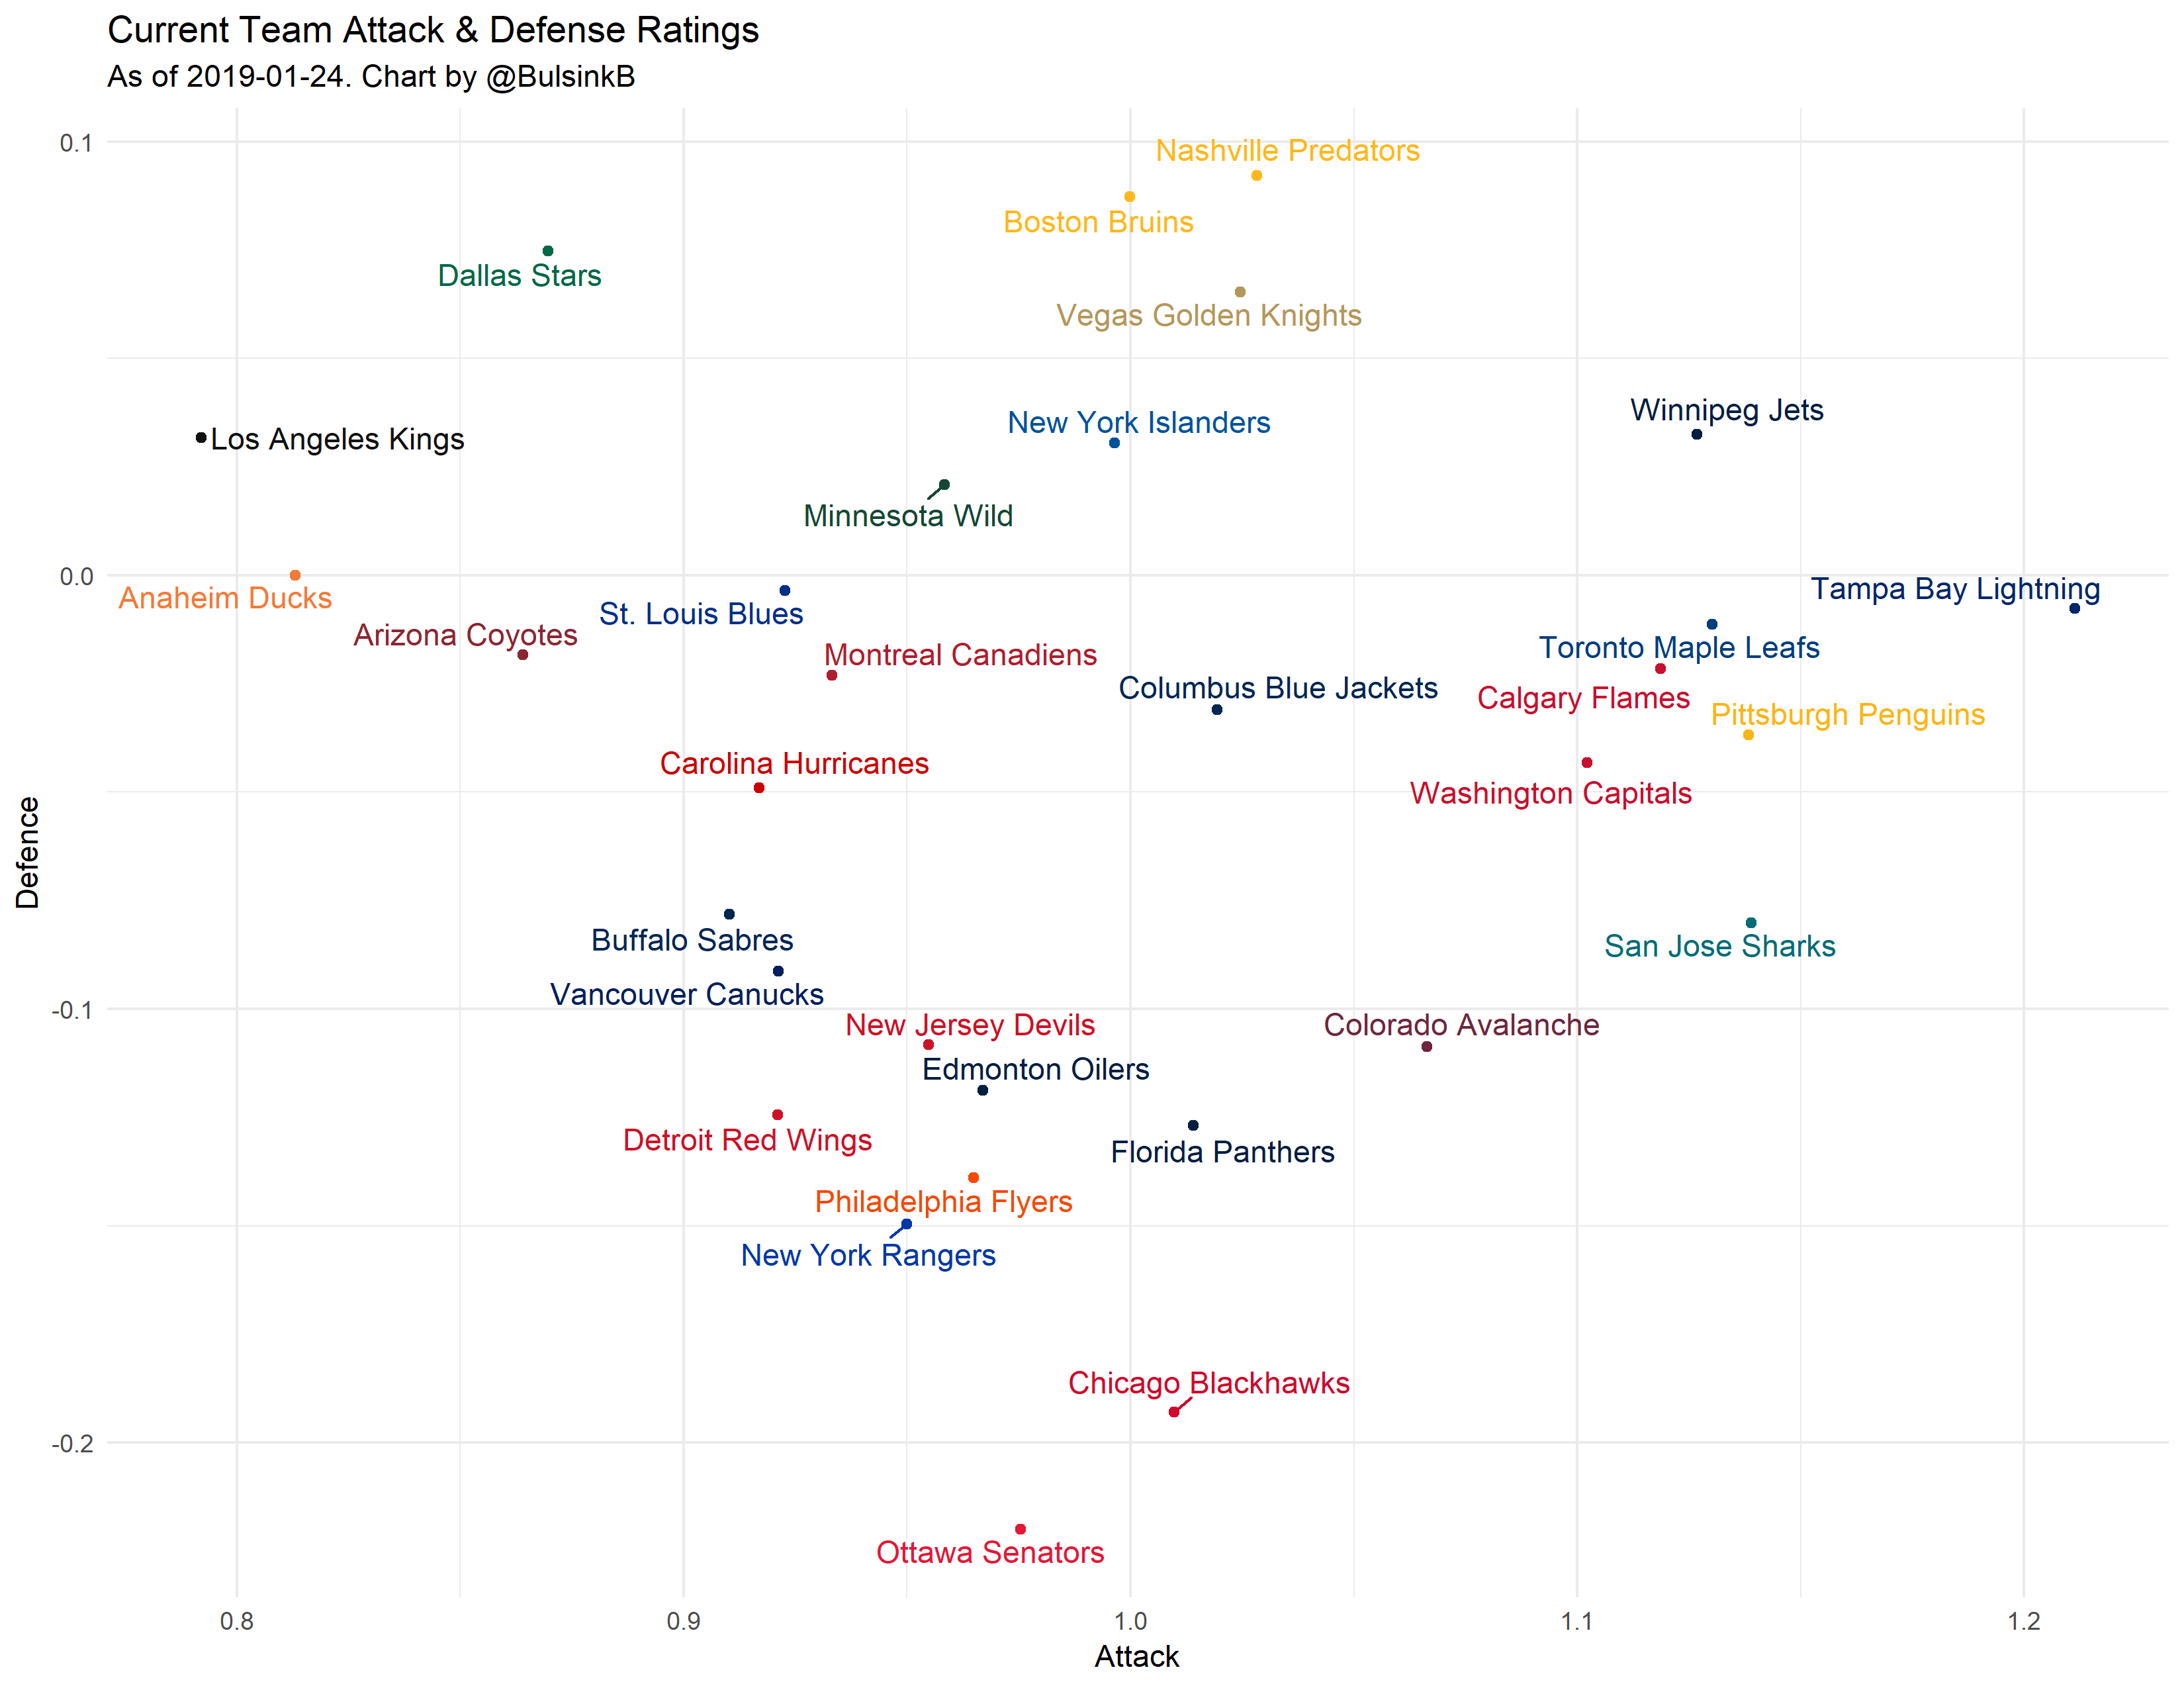 Current Team Attack & Defense Ratings
As of 2019-01-24. Chart by @BulsinkB
0.1
Nashville Predators
Boston Bruins
Dallas Stars
Vegas Golden Knights
Winnipeg Jets
New York Islanders
Los Angeles Kings
Minnesota Wild
0.0
Tampa Bay Lightning
Anaheim Ducks
St. Louis Blues
Arizona Coyotes
Toronto Maple Leafs
Montreal Canadiens
Columbus Blue Jackets
Calgary Flames
Pittsburgh Penguins
Carolina Hurricanes
Washington Capitals
Defence
Buffalo Sabres
San Jose Sharks
Vancouver Canucks
-0.1
New Jersey Devils
Colorado Avalanche
Edmonton Oilers
Detroit Red Wings
Florida Panthers
Philadelphia Flyers
New York Rangers
Chicago Blackhawks
-0.2
Ottawa Senators
0.8 0.9 1.0 1.1 1.2
Attack